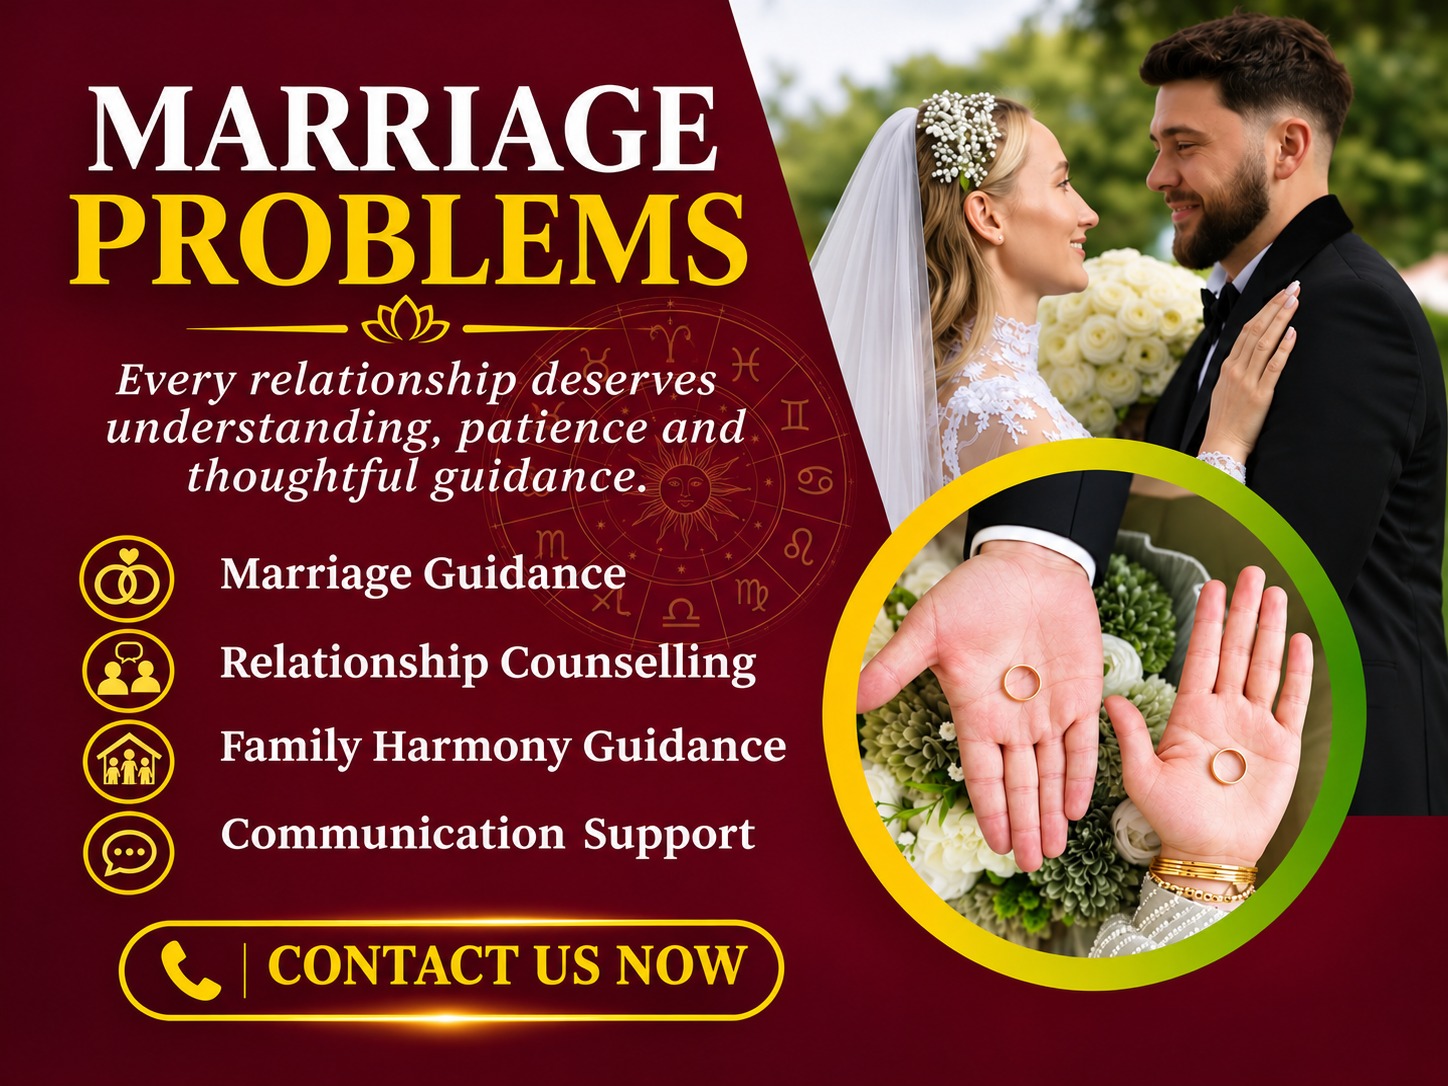 MARRIAGE
PROBLEMS
Every relationship deserves
understanding, patience and
thoughtful guidance.
Marriage Guidance
Relationship Counselling
Family Harmony Guidance
Communication Support
CONTACT US NOW